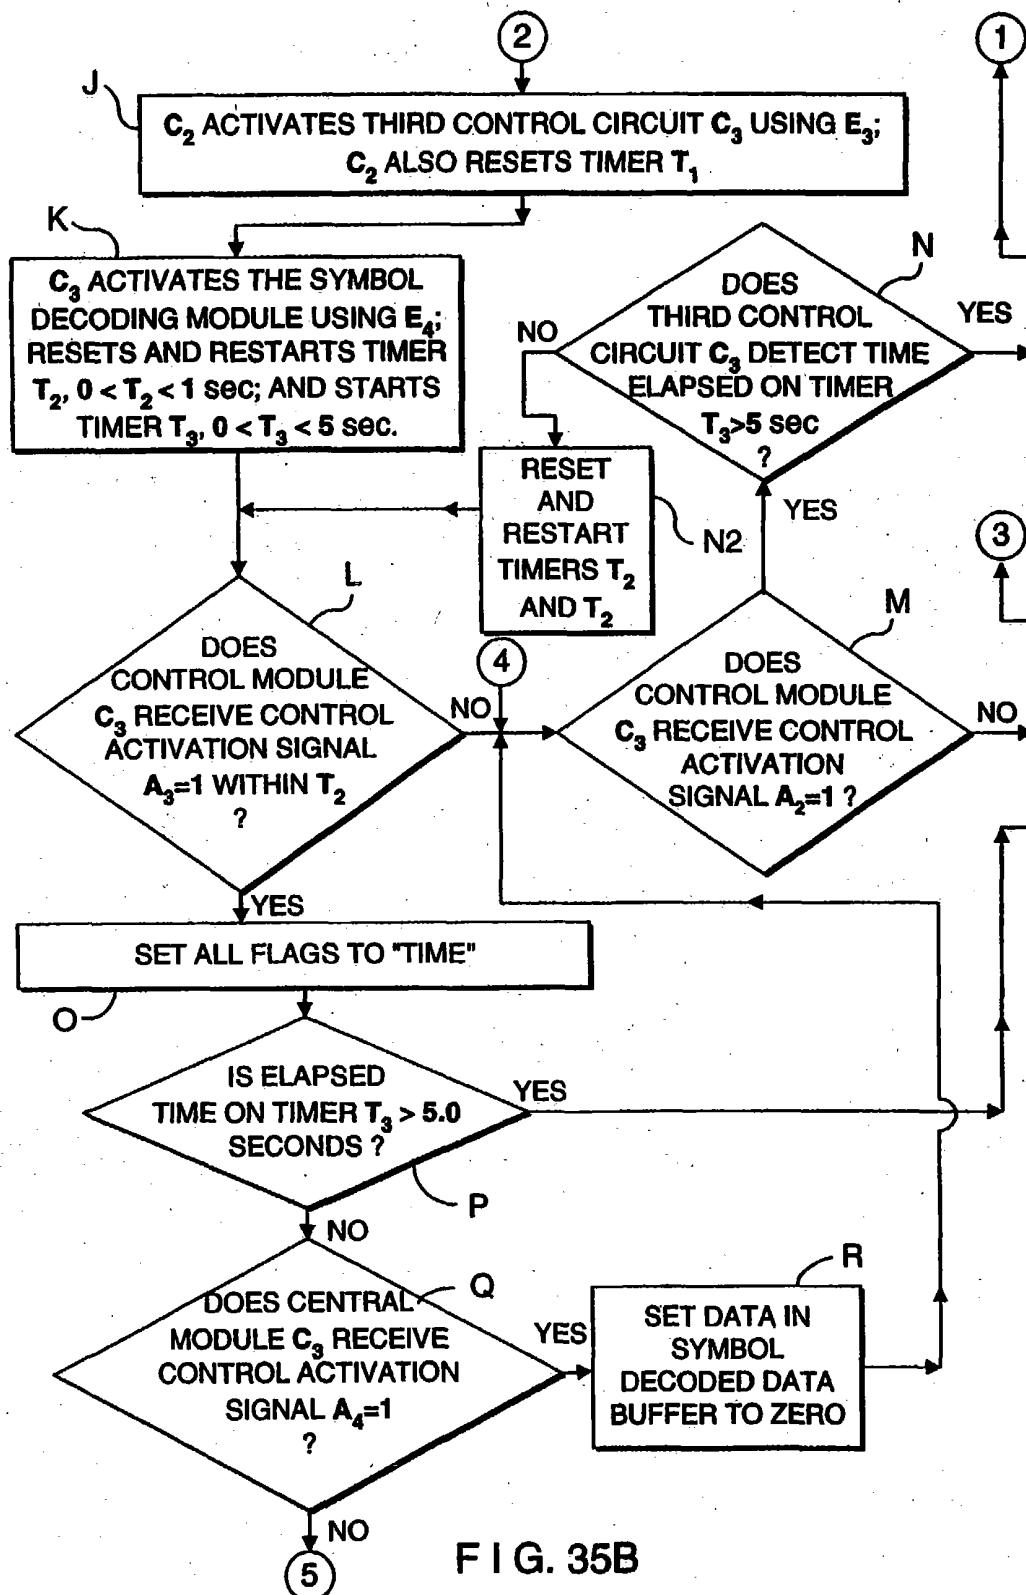 2
1
J
C2 ACTIVATES THIRD CONTROL CIRCUIT C3 USING E3;
C2 ALSO RESETS TIMER T1
K
C3 ACTIVATES THE SYMBOL
DECODING MODULE USING E4;
RESETS AND RESTARTS TIMER
T2, 0 < T2 < 1 sec; AND STARTS
TIMER T3, 0 < T3 < 5 sec.
N
DOES
THIRD CONTROL
CIRCUIT C3 DETECT TIME
ELAPSED ON TIMER
T3>5 sec
?
NO
YES
YES
RESET
AND
RESTART
TIMERS T2
AND T2
N2
3
L
DOES
CONTROL MODULE
C3 RECEIVE CONTROL
ACTIVATION SIGNAL
A3=1 WITHIN T2
?
NO
4
M
DOES
CONTROL MODULE
C3 RECEIVE CONTROL
ACTIVATION
SIGNAL A2=1 ?
NO
YES
SET ALL FLAGS TO "TIME"
O
IS ELAPSED
TIME ON TIMER T3 > 5.0
SECONDS ?
YES
P
NO
Q
DOES CENTRAL
MODULE C3 RECEIVE
CONTROL ACTIVATION
SIGNAL A4=1
?
YES
R
SET DATA IN
SYMBOL
DECODED DATA
BUFFER TO ZERO
NO
5
FIG. 35B